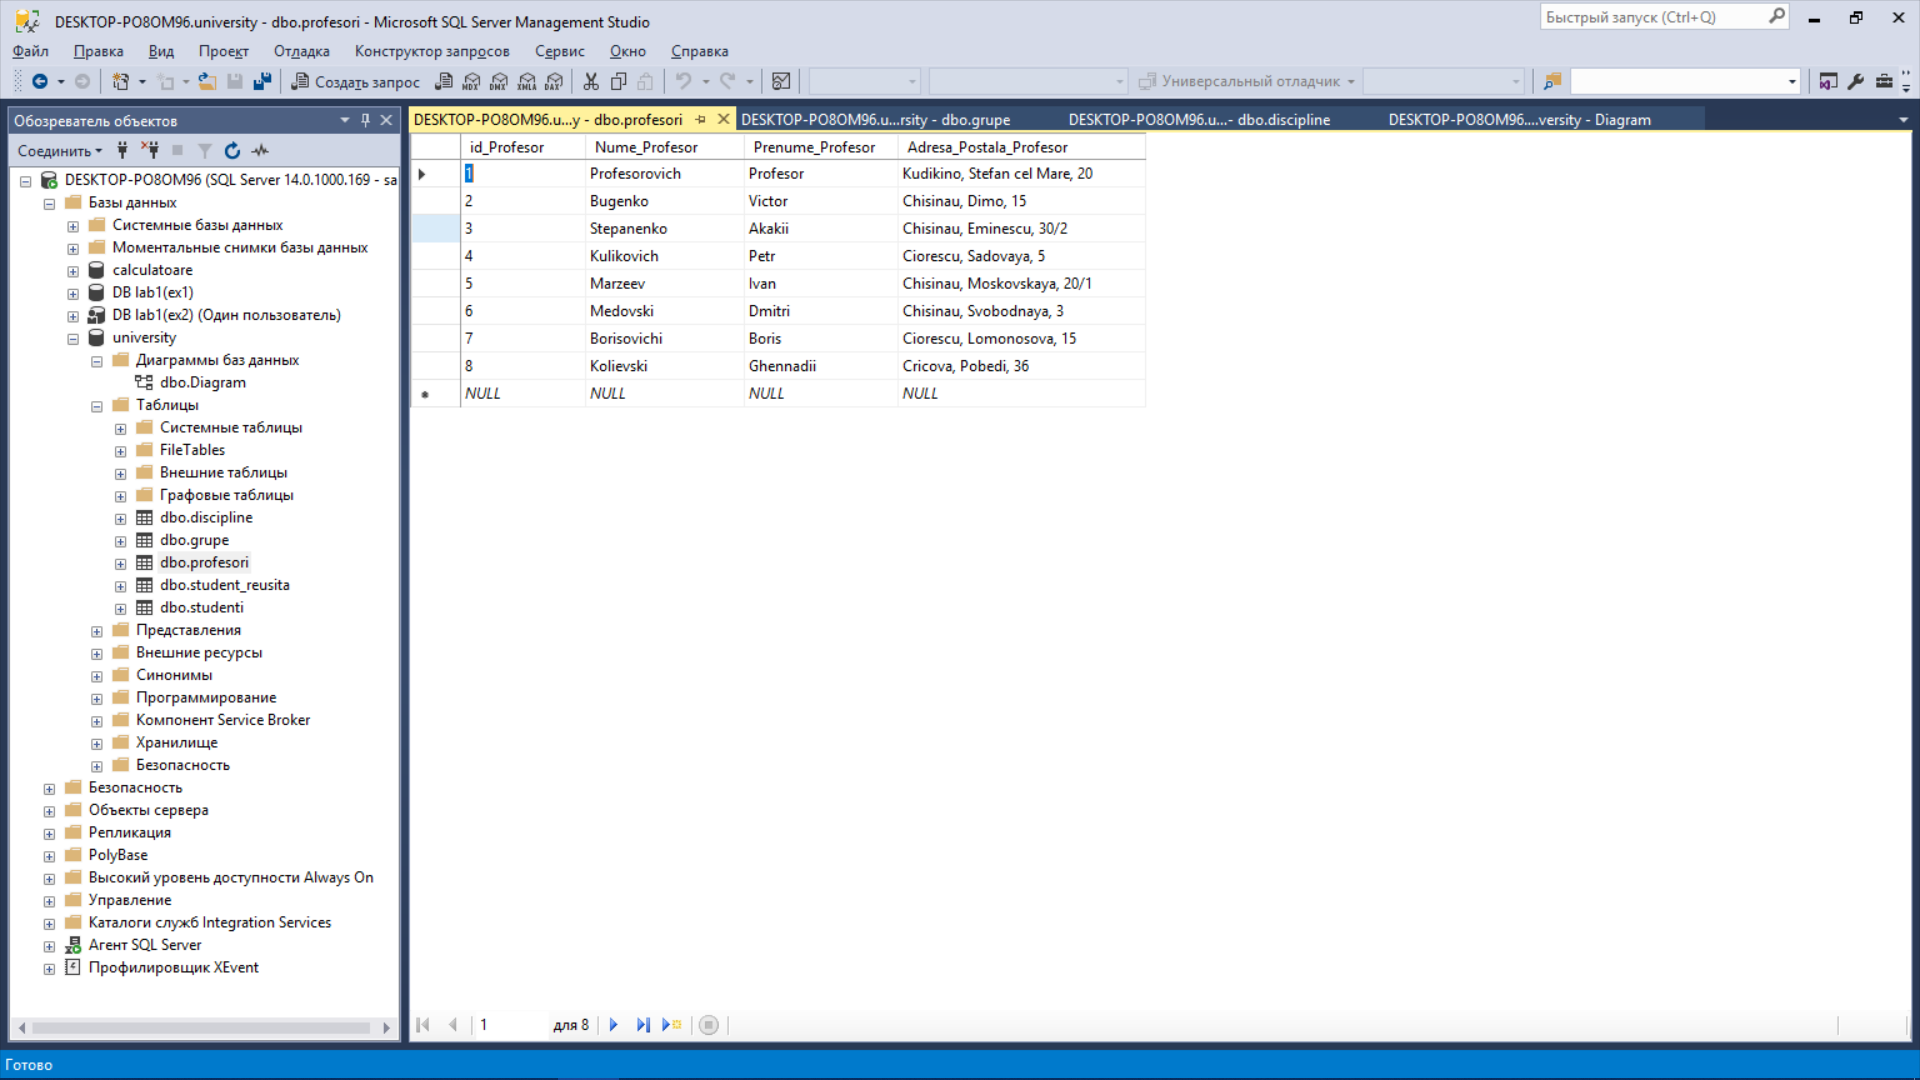 DESKTOP-PO8OM96.university - dbo.profesori - Microsoft SQL Server Management Studio
Быстрый запуск (Ctrl+Q)
Файл Правка Вид Проект Отладка Конструктор запросов Сервис Окно Справка
Создать запрос MDX DMX XMLA DAX Универсальный отладчик
Обозреватель объектов
DESKTOP-PO8OM96.u...y - dbo.profesori DESKTOP-PO8OM96.u...rsity - dbo.grupe DESKTOP-PO8OM96.u...- dbo.discipline DESKTOP-PO8OM96....versity - Diagram
Соединить
DESKTOP-PO8OM96 (SQL Server 14.0.1000.169 - sa
Базы данных
Системные базы данных
Моментальные снимки базы данных
calculatoare
DB lab1(ex1)
DB lab1(ex2) (Один пользователь)
university
Диаграммы баз данных
dbo.Diagram
Таблицы
Системные таблицы
FileTables
Внешние таблицы
Графовые таблицы
dbo.discipline
dbo.grupe
dbo.profesori
dbo.student_reusita
dbo.studenti
Представления
Внешние ресурсы
Синонимы
Программирование
Компонент Service Broker
Хранилище
Безопасность
Безопасность
Объекты сервера
Репликация
PolyBase
Высокий уровень доступности Always On
Управление
Каталоги служб Integration Services
Агент SQL Server
Профилировщик XEvent
id_Profesor Nume_Profesor Prenume_Profesor Adresa_Postala_Profesor
1 Profesorovich Profesor Kudikino, Stefan cel Mare, 20
2 Bugenko Victor Chisinau, Dimo, 15
3 Stepanenko Akakii Chisinau, Eminescu, 30/2
4 Kulikovich Petr Ciorescu, Sadovaya, 5
5 Marzeev Ivan Chisinau, Moskovskaya, 20/1
6 Medovski Dmitri Chisinau, Svobodnaya, 3
7 Borisovichi Boris Ciorescu, Lomonosova, 15
8 Kolievski Ghennadii Cricova, Pobedi, 36
NULL NULL NULL NULL
1 для 8
Готово